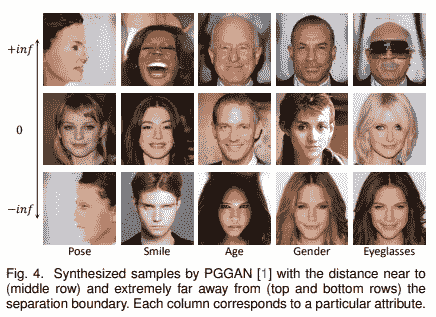 +inf
0
−inf
Pose Smile Age Gender Eyeglasses
Fig. 4. Synthesized samples by PGGAN [1] with the distance near to
(middle row) and extremely far away from (top and bottom rows) the
separation boundary. Each column corresponds to a particular attribute.